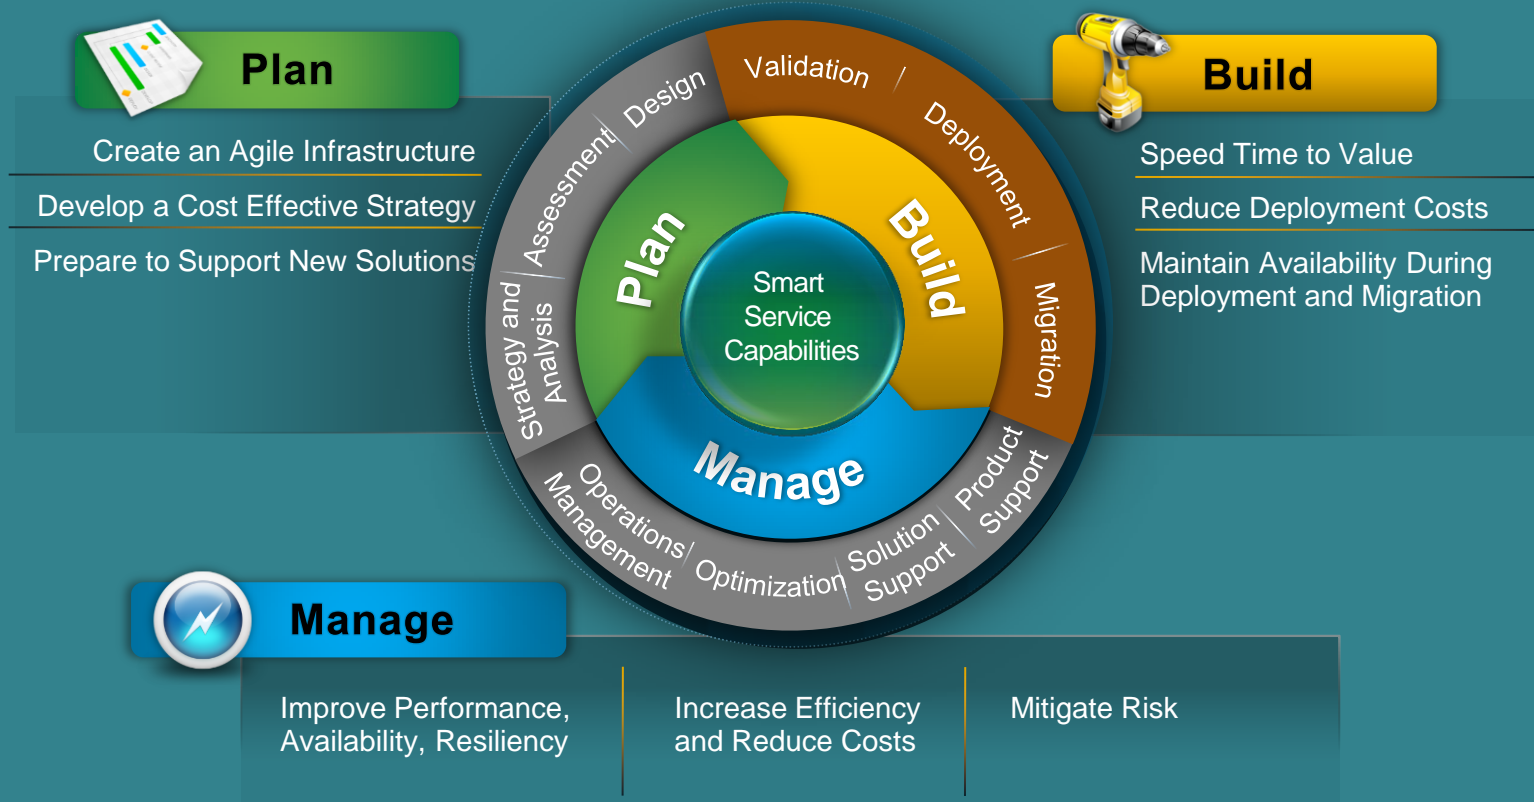 Plan
Create an Agile Infrastructure
Develop a Cost Effective Strategy
Prepare to Support New Solutions
Build
Speed Time to Value
Reduce Deployment Costs
Maintain Availability During
Deployment and Migration
Strategy and
Analysis
Assessment
Design
Validation
Deployment
Migration
Product
Support
Solution
Support
Optimization
Operations
Management
Plan
Build
Manage
Smart
Service
Capabilities
Manage
Improve Performance,
Availability, Resiliency
Increase Efficiency
and Reduce Costs
Mitigate Risk